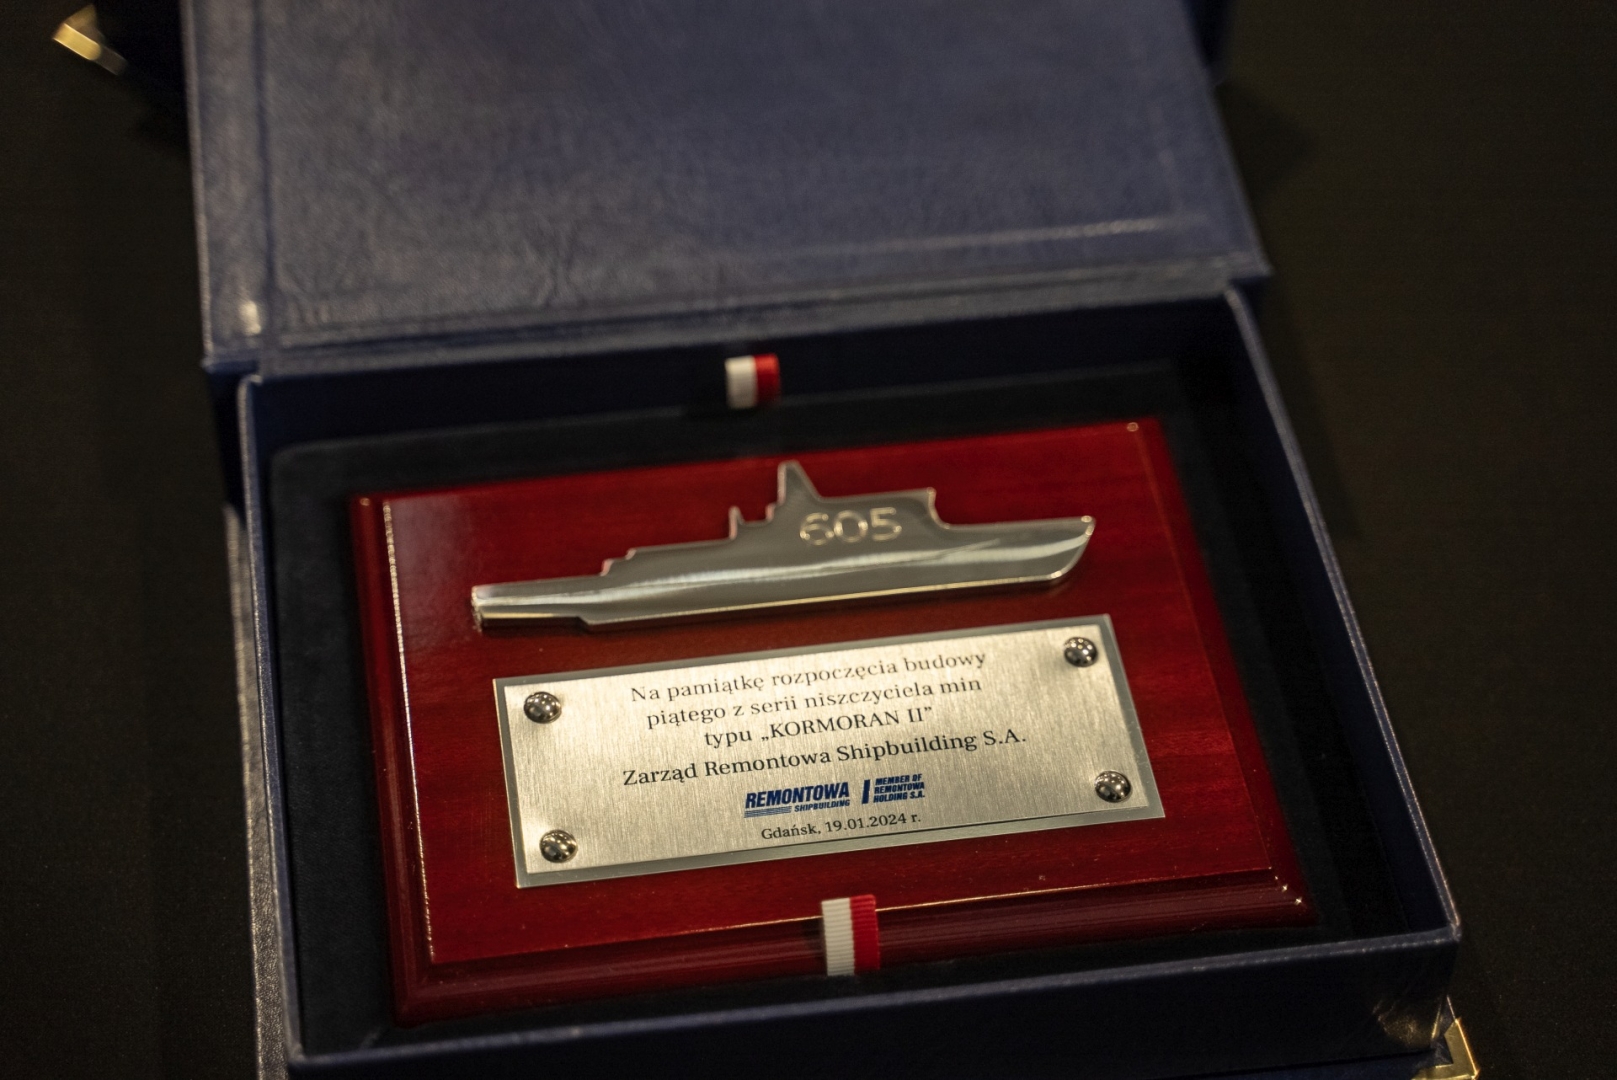 605
Na pamiątkę rozpoczęcia budowy
piątego z serii niszczyciela min
typu „KORMORAN II”
Zarząd Remontowa Shipbuilding S.A.
REMONTOWA
SHIPBUILDING
MEMBER OF
REMONTOWA
HOLDING S.A.
Gdańsk, 19.01.2024 r.